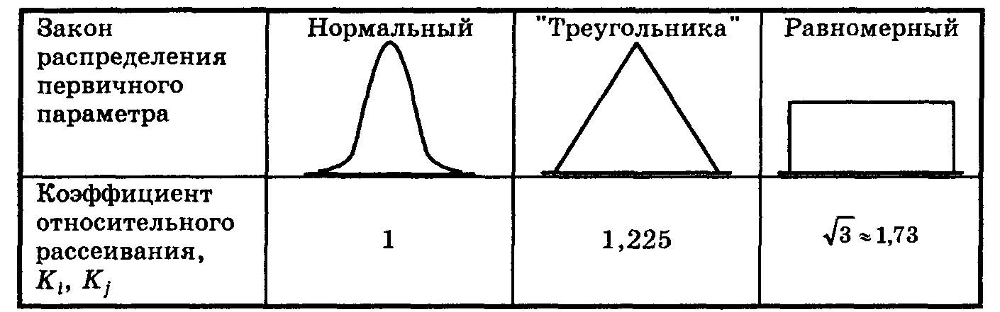 Закон
распределения
первичного
параметра
Нормальный
"Треугольника"
Равномерный
Коэффициент
относительного
рассеивания,
K_i, K_j
1
1,225
√3 ≈ 1,73